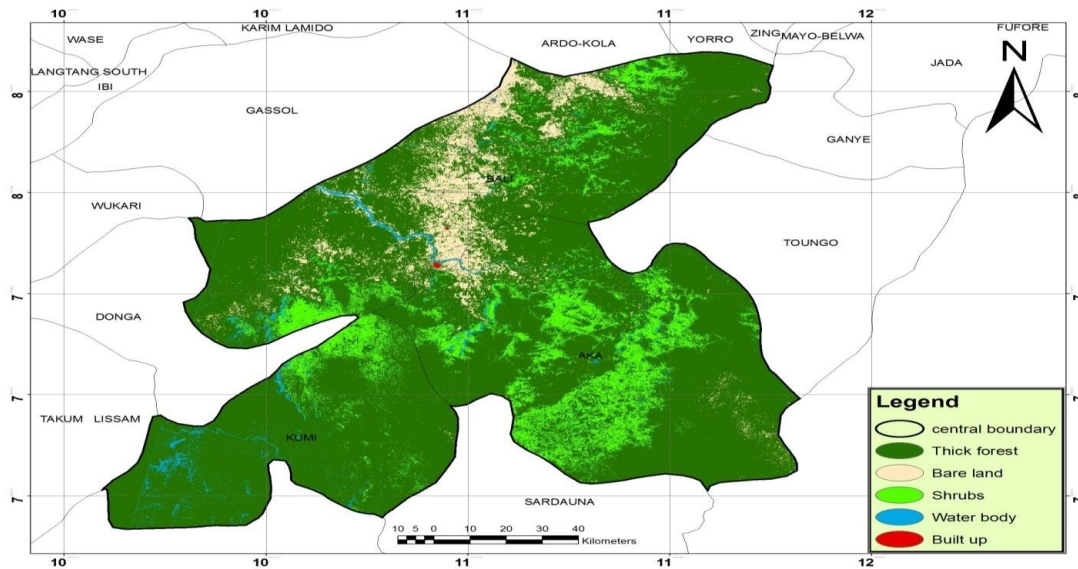 10 10 11 11 12
WASE
KARIM LAMIDO
ARDO-KOLA
YORRO
ZING
MAYO-BELWA
FUFORE
LANGTANG SOUTH
IBI
JADA
N
8
GASSOL
GANYE
BALI
8
WUKARI
TOUNGO
7
DONGA
AKA
7
TAKUM LISSAM
KUMI
7
SARDAUNA
Legend
central boundary
Thick forest
Bare land
Shrubs
Water body
Built up
10 5 0 10 20 30 40
Kilometers
10 10 11 11 12